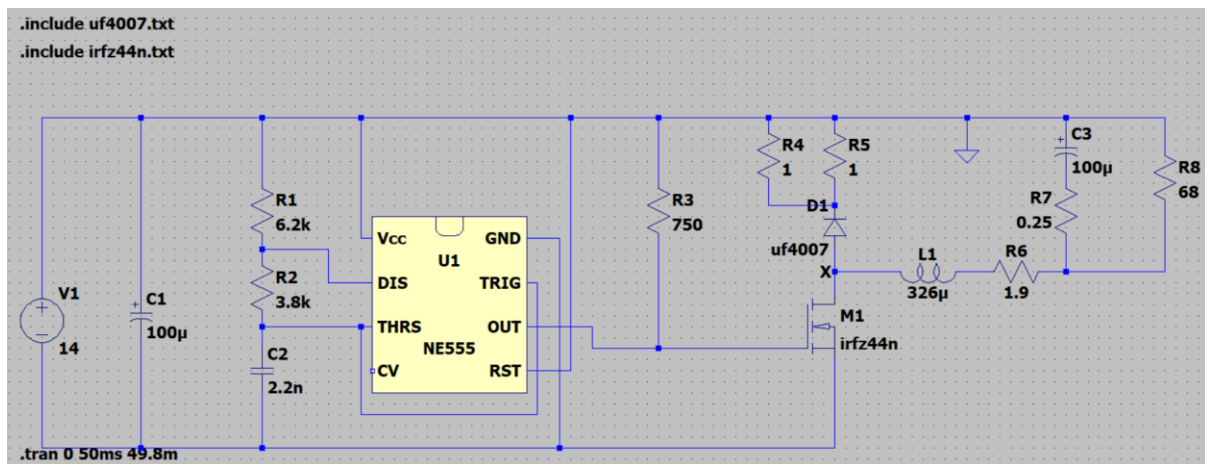 .include uf4007.txt
.include irfz44n.txt
V1
14
C1
100µ
R1
6.2k
R2
3.8k
C2
2.2n
Vcc
GND
U1
DIS
TRIG
THRS
OUT
NE555
CV
RST
R3
750
R4
1
R5
1
D1
uf4007
X
L1
326µ
R6
1.9
M1
irfz44n
C3
100µ
R7
0.25
R8
68
.tran 0 50ms 49.8m